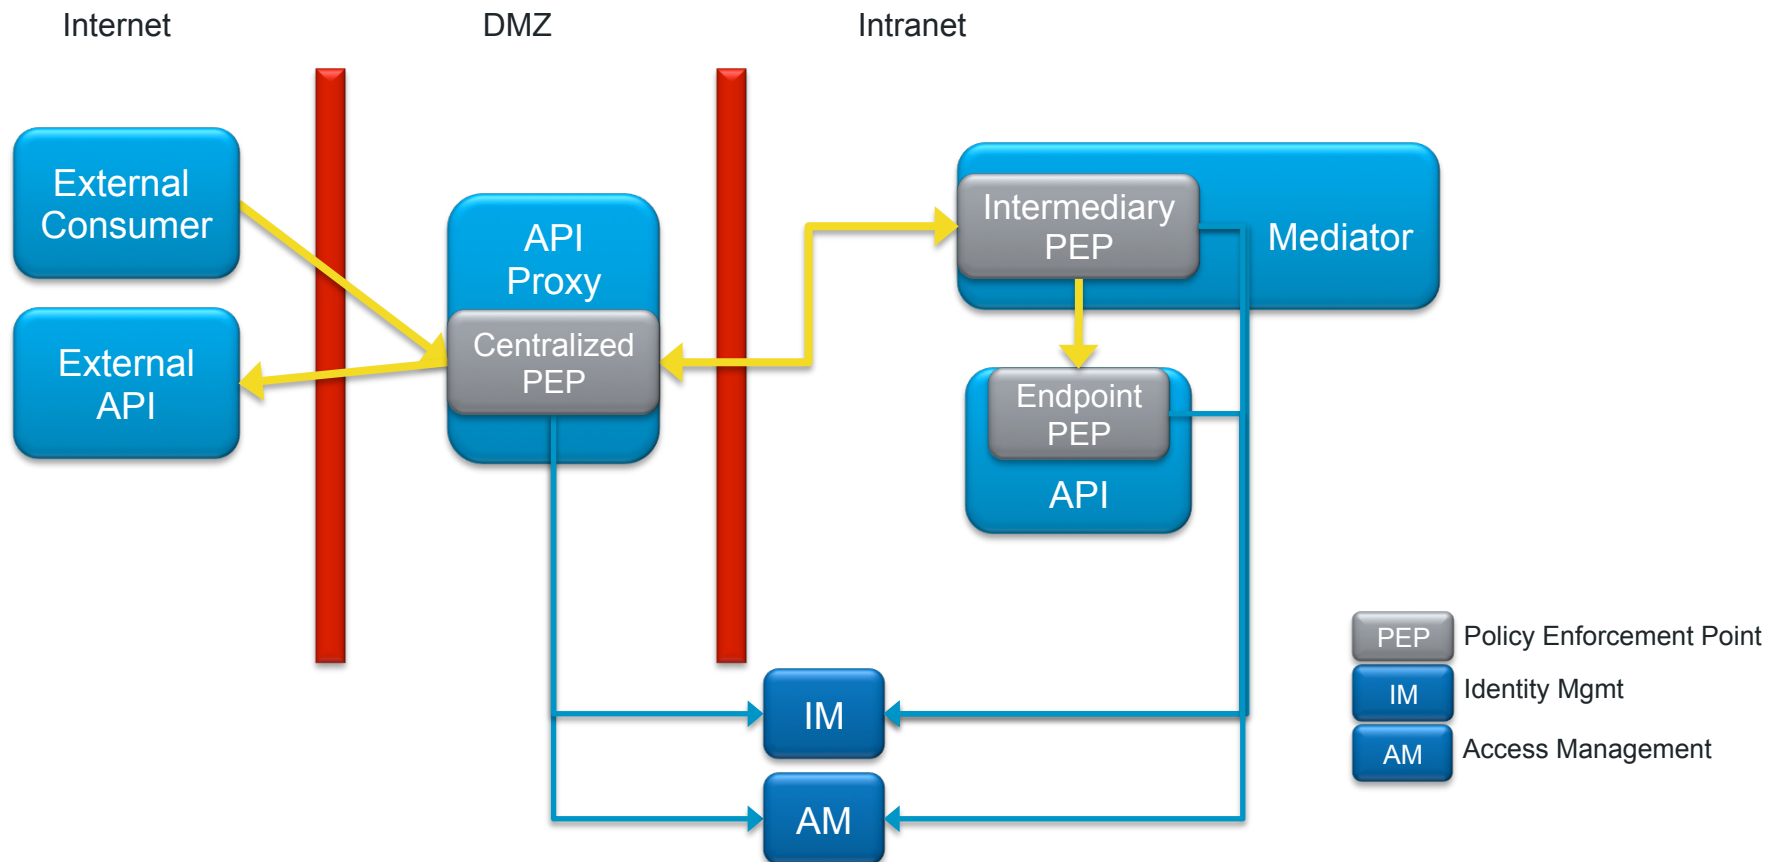 Internet
DMZ
Intranet
External
Consumer
External
API
API
Proxy
Centralized
PEP
Intermediary
PEP
Mediator
Endpoint
PEP
API
IM
AM
PEP
Policy Enforcement Point
IM
Identity Mgmt
AM
Access Management